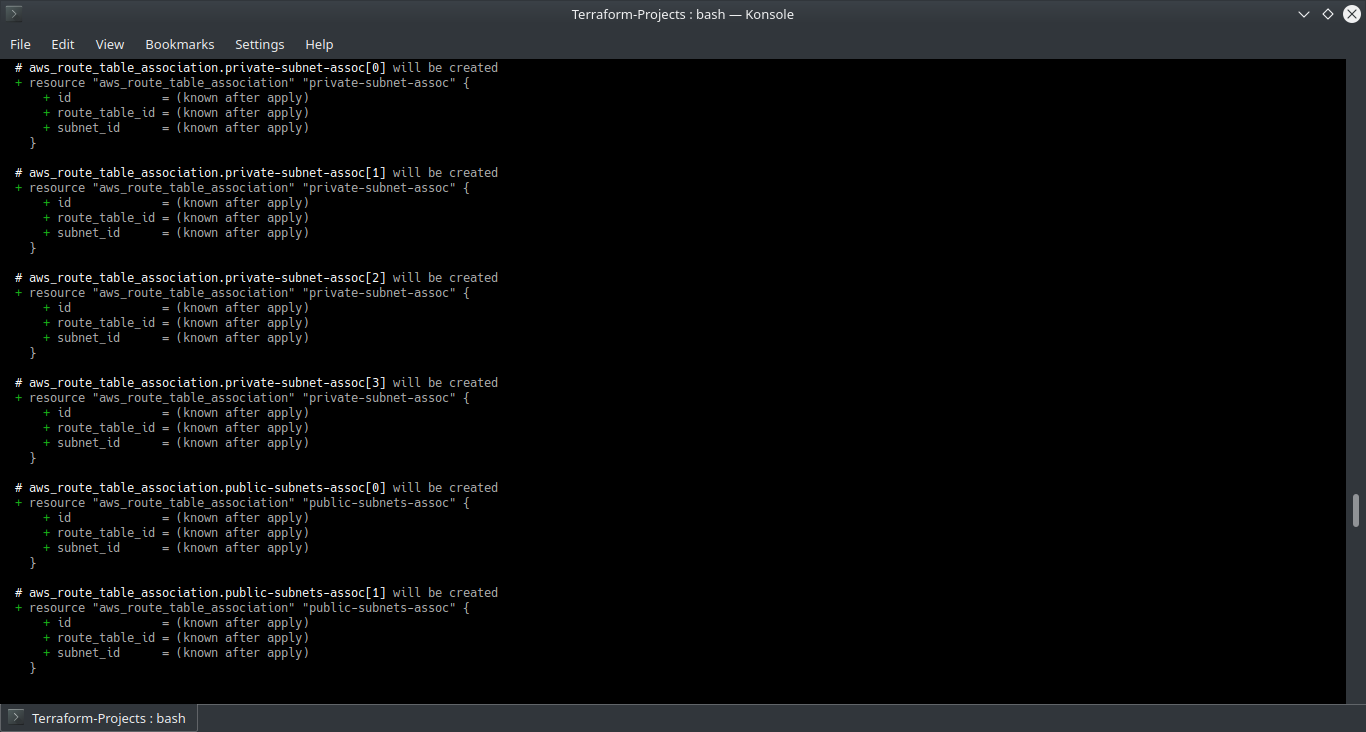 Terraform-Projects : bash — Konsole
File Edit View Bookmarks Settings Help
# aws_route_table_association.private-subnet-assoc[0] will be created
+ resource "aws_route_table_association" "private-subnet-assoc" {
+ id = (known after apply)
+ route_table_id = (known after apply)
+ subnet_id = (known after apply)
}
# aws_route_table_association.private-subnet-assoc[1] will be created
+ resource "aws_route_table_association" "private-subnet-assoc" {
+ id = (known after apply)
+ route_table_id = (known after apply)
+ subnet_id = (known after apply)
}
# aws_route_table_association.private-subnet-assoc[2] will be created
+ resource "aws_route_table_association" "private-subnet-assoc" {
+ id = (known after apply)
+ route_table_id = (known after apply)
+ subnet_id = (known after apply)
}
# aws_route_table_association.private-subnet-assoc[3] will be created
+ resource "aws_route_table_association" "private-subnet-assoc" {
+ id = (known after apply)
+ route_table_id = (known after apply)
+ subnet_id = (known after apply)
}
# aws_route_table_association.public-subnets-assoc[0] will be created
+ resource "aws_route_table_association" "public-subnets-assoc" {
+ id = (known after apply)
+ route_table_id = (known after apply)
+ subnet_id = (known after apply)
}
# aws_route_table_association.public-subnets-assoc[1] will be created
+ resource "aws_route_table_association" "public-subnets-assoc" {
+ id = (known after apply)
+ route_table_id = (known after apply)
+ subnet_id = (known after apply)
}
Terraform-Projects : bash